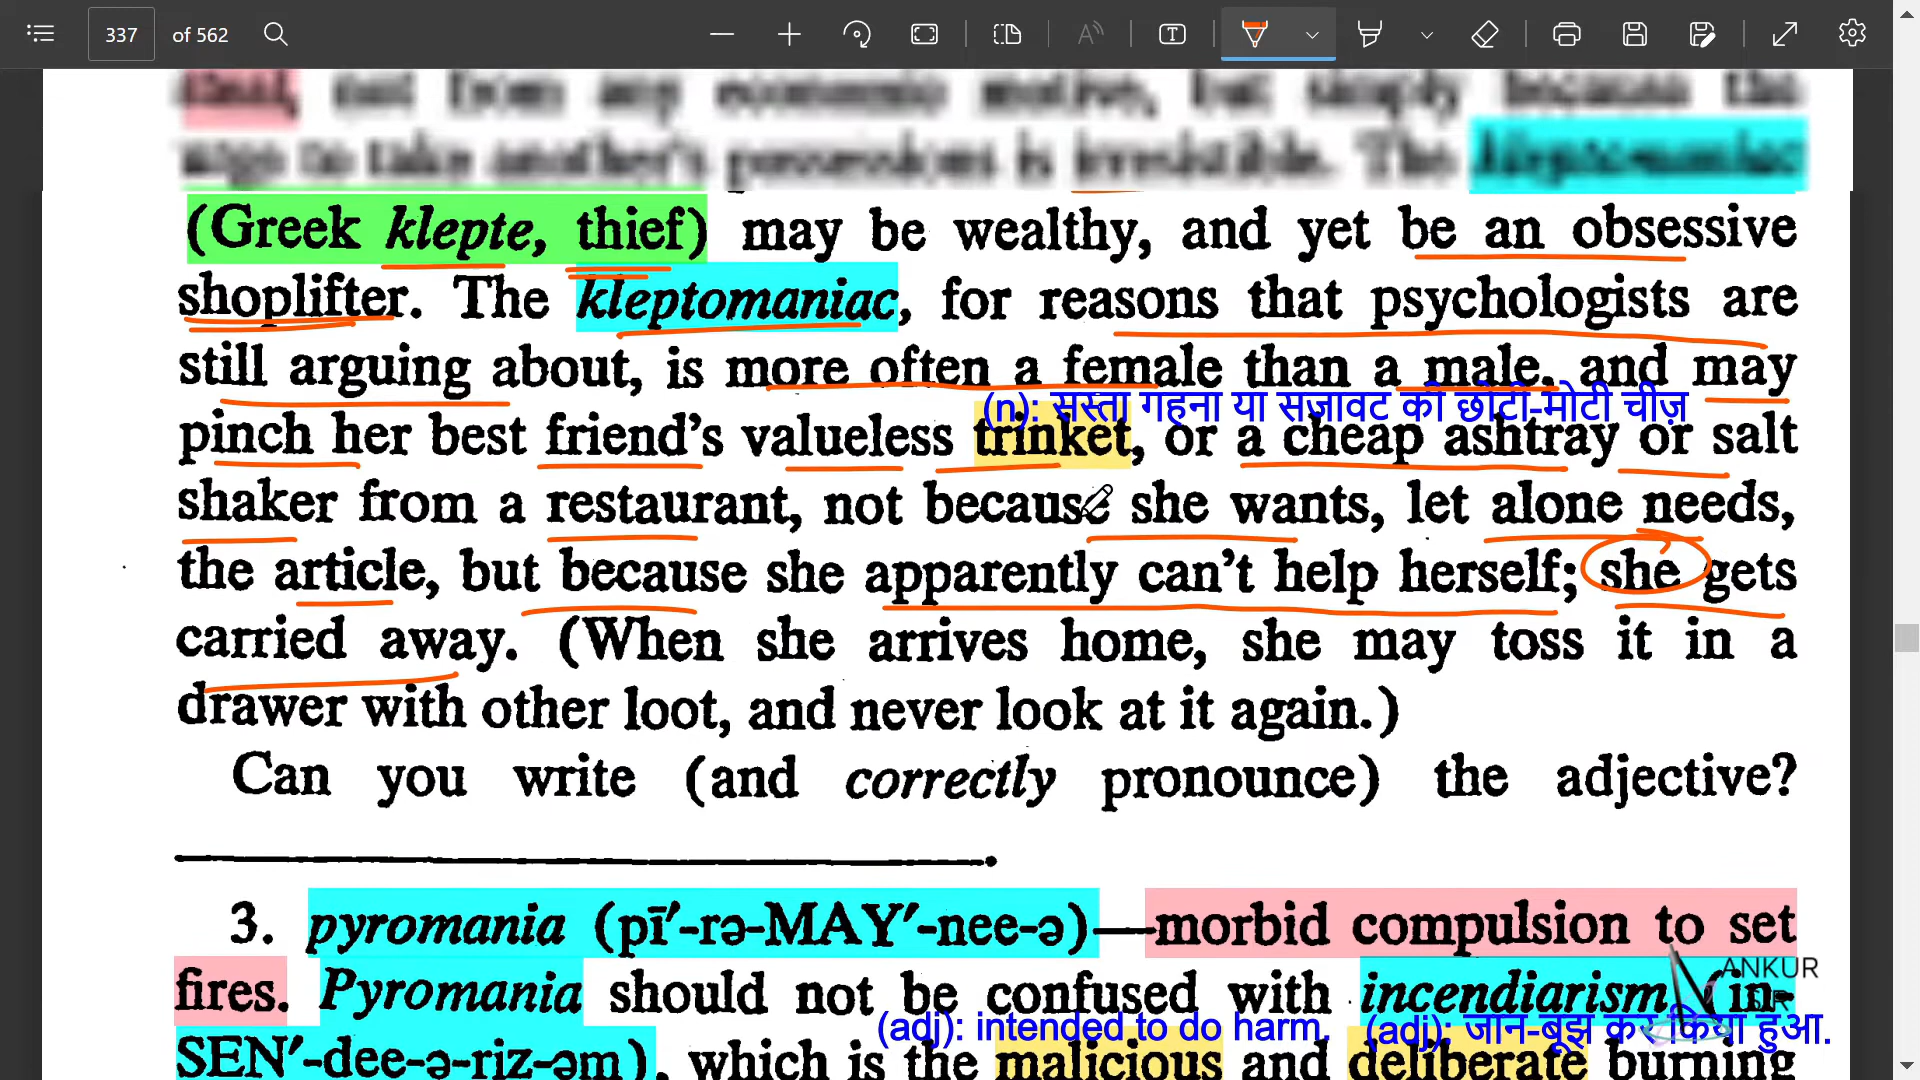 337 of 562
(Greek klepte, thief) may be wealthy, and yet be an obsessive
shoplifter. The kleptomaniac, for reasons that psychologists are
still arguing about, is more often a female than a male, and may
(n): सस्ता गहना या सजावट की छोटी-मोटी चीज़
pinch her best friend's valueless trinket, or a cheap ashtray or salt
shaker from a restaurant, not because she wants, let alone needs,
the article, but because she apparently can't help herself; she gets
carried away. (When she arrives home, she may toss it in a
drawer with other loot, and never look at it again.)
Can you write (and correctly pronounce) the adjective?
3. pyromania (pī′-rə-MAY′-nee-ə)—morbid compulsion to set
ANKUR
fires. Pyromania should not be confused with incendiarism (in-
(adj): intended to do harm. (adj): जान-बूझ कर किया हुआ.
SEN′-dee-ə-riz-əm), which is the malicious and deliberate burning